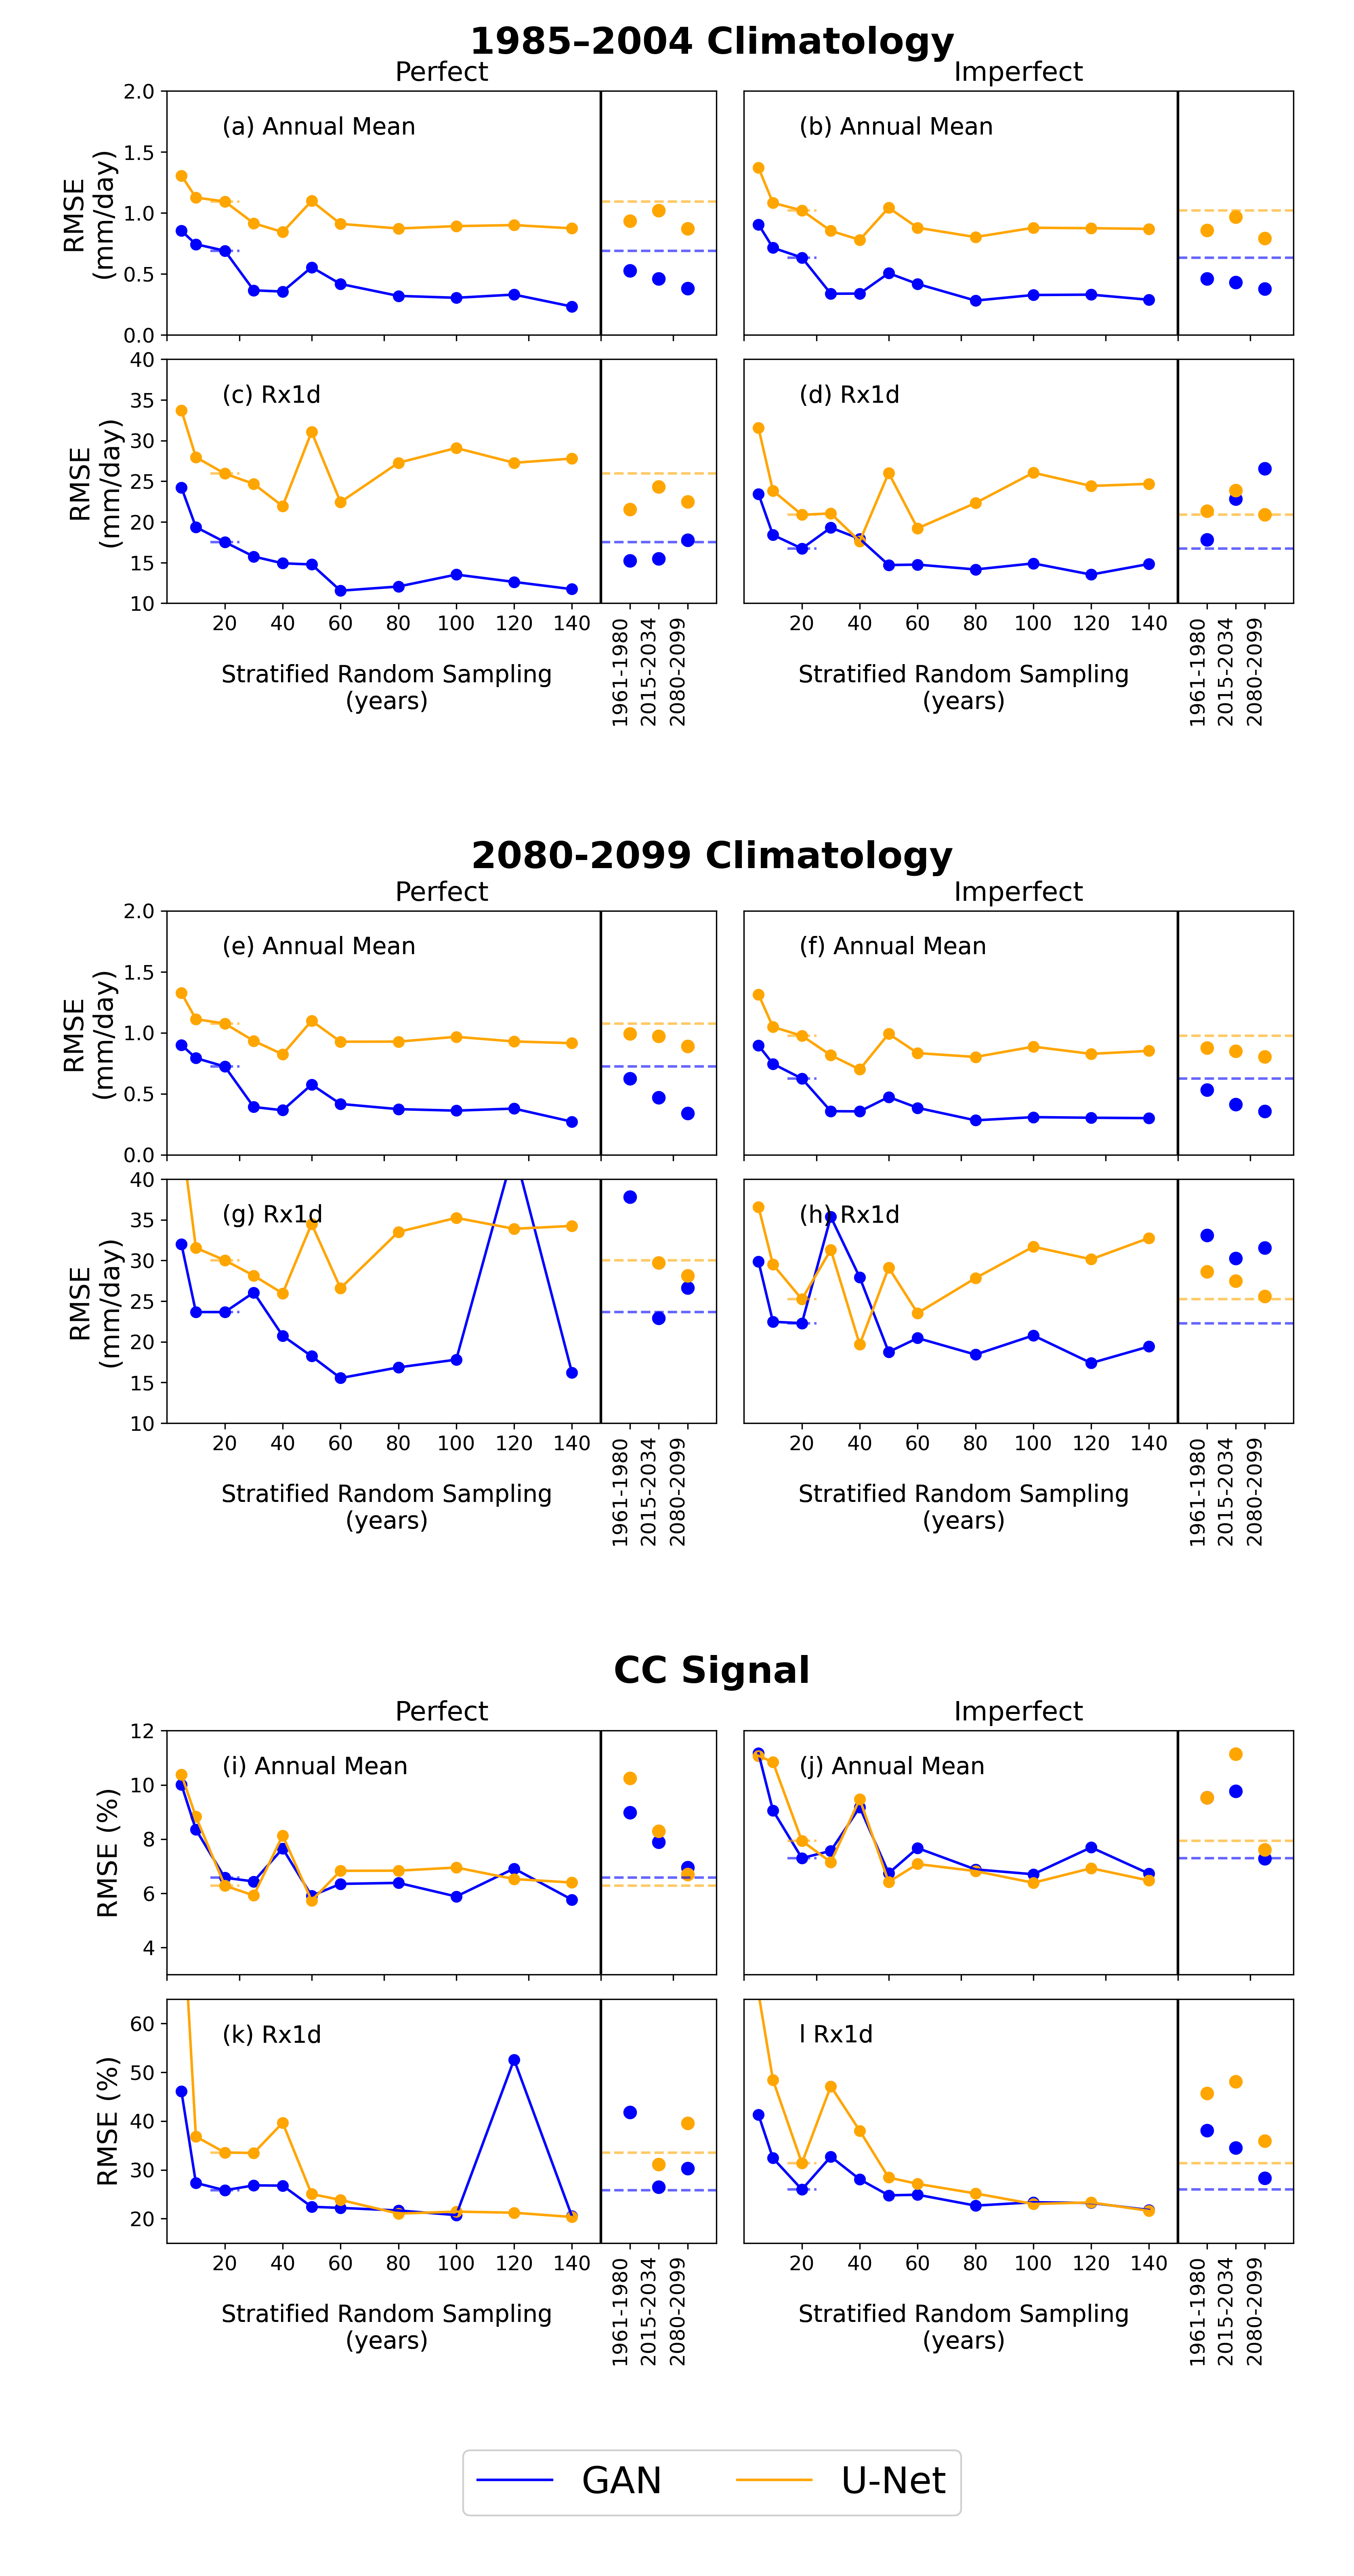 1985–2004 Climatology
Perfect
Imperfect
2.0
1.5
1.0
0.5
0.0
RMSE
(mm/day)
(a) Annual Mean
(b) Annual Mean
40
35
30
25
20
15
10
RMSE
(mm/day)
(c) Rx1d
(d) Rx1d
20 40 60 80 100 120 140
1961-1980
2015-2034
2080-2099
20 40 60 80 100 120 140
1961-1980
2015-2034
2080-2099
Stratified Random Sampling
(years)
Stratified Random Sampling
(years)
2080-2099 Climatology
Perfect
Imperfect
2.0
1.5
1.0
0.5
0.0
RMSE
(mm/day)
(e) Annual Mean
(f) Annual Mean
40
35
30
25
20
15
10
RMSE
(mm/day)
(g) Rx1d
(h) Rx1d
20 40 60 80 100 120 140
1961-1980
2015-2034
2080-2099
20 40 60 80 100 120 140
1961-1980
2015-2034
2080-2099
Stratified Random Sampling
(years)
Stratified Random Sampling
(years)
CC Signal
Perfect
Imperfect
12
10
8
6
4
RMSE (%)
(i) Annual Mean
(j) Annual Mean
60
50
40
30
20
RMSE (%)
(k) Rx1d
l Rx1d
20 40 60 80 100 120 140
1961-1980
2015-2034
2080-2099
20 40 60 80 100 120 140
1961-1980
2015-2034
2080-2099
Stratified Random Sampling
(years)
Stratified Random Sampling
(years)
GAN
U-Net